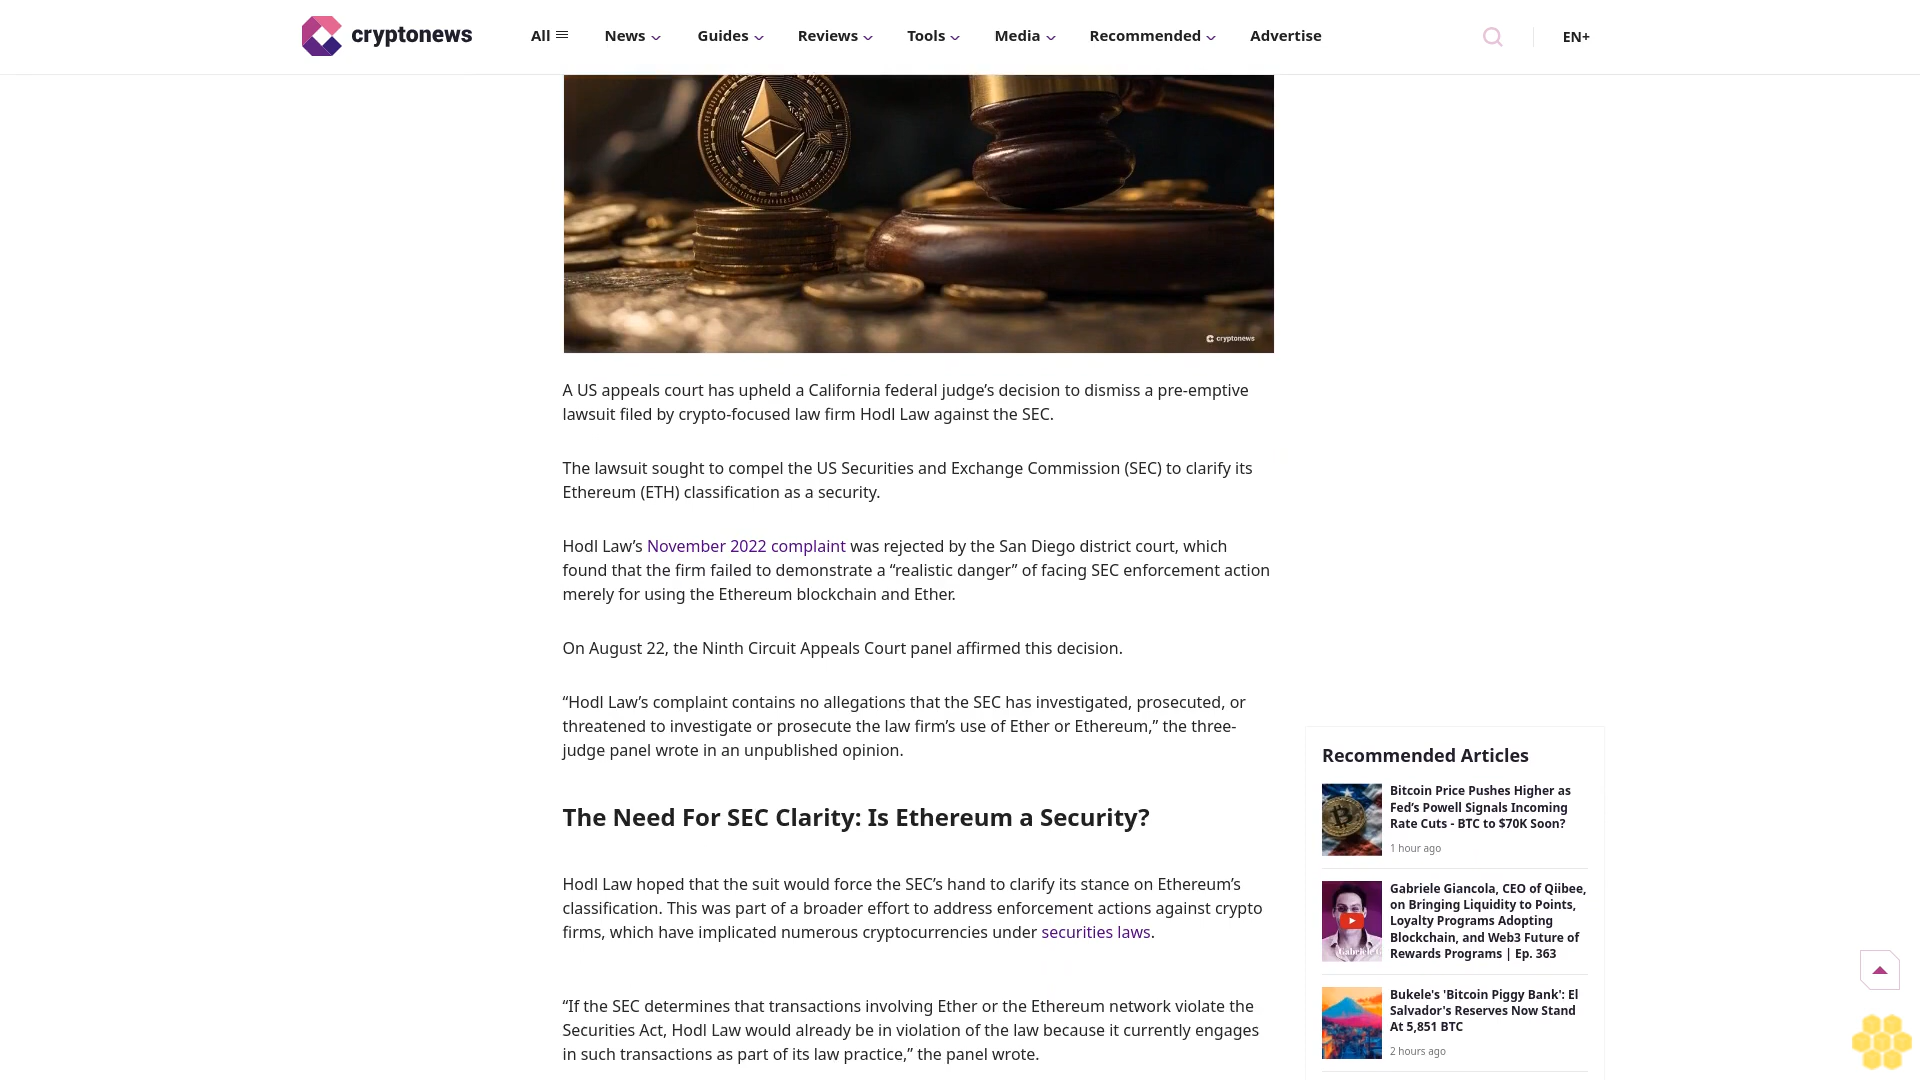 cryptonews
All
News
Guides
Reviews
Tools
Media
Recommended
Advertise
EN+
cryptonews
A US appeals court has upheld a California federal judge’s decision to dismiss a pre-emptive
lawsuit filed by crypto-focused law firm Hodl Law against the SEC.
The lawsuit sought to compel the US Securities and Exchange Commission (SEC) to clarify its
Ethereum (ETH) classification as a security.
Hodl Law’s November 2022 complaint was rejected by the San Diego district court, which
found that the firm failed to demonstrate a “realistic danger” of facing SEC enforcement action
merely for using the Ethereum blockchain and Ether.
On August 22, the Ninth Circuit Appeals Court panel affirmed this decision.
“Hodl Law’s complaint contains no allegations that the SEC has investigated, prosecuted, or
threatened to investigate or prosecute the law firm’s use of Ether or Ethereum,” the three-
judge panel wrote in an unpublished opinion.
The Need For SEC Clarity: Is Ethereum a Security?
Hodl Law hoped that the suit would force the SEC’s hand to clarify its stance on Ethereum’s
classification. This was part of a broader effort to address enforcement actions against crypto
firms, which have implicated numerous cryptocurrencies under securities laws.
“If the SEC determines that transactions involving Ether or the Ethereum network violate the
Securities Act, Hodl Law would already be in violation of the law because it currently engages
in such transactions as part of its law practice,” the panel wrote.
Recommended Articles
Bitcoin Price Pushes Higher as
Fed’s Powell Signals Incoming
Rate Cuts - BTC to $70K Soon?
1 hour ago
Gabriele Giancola, CEO of Qiibee,
on Bringing Liquidity to Points,
Loyalty Programs Adopting
Blockchain, and Web3 Future of
Rewards Programs | Ep. 363
Bukele's 'Bitcoin Piggy Bank': El
Salvador's Reserves Now Stand
At 5,851 BTC
2 hours ago